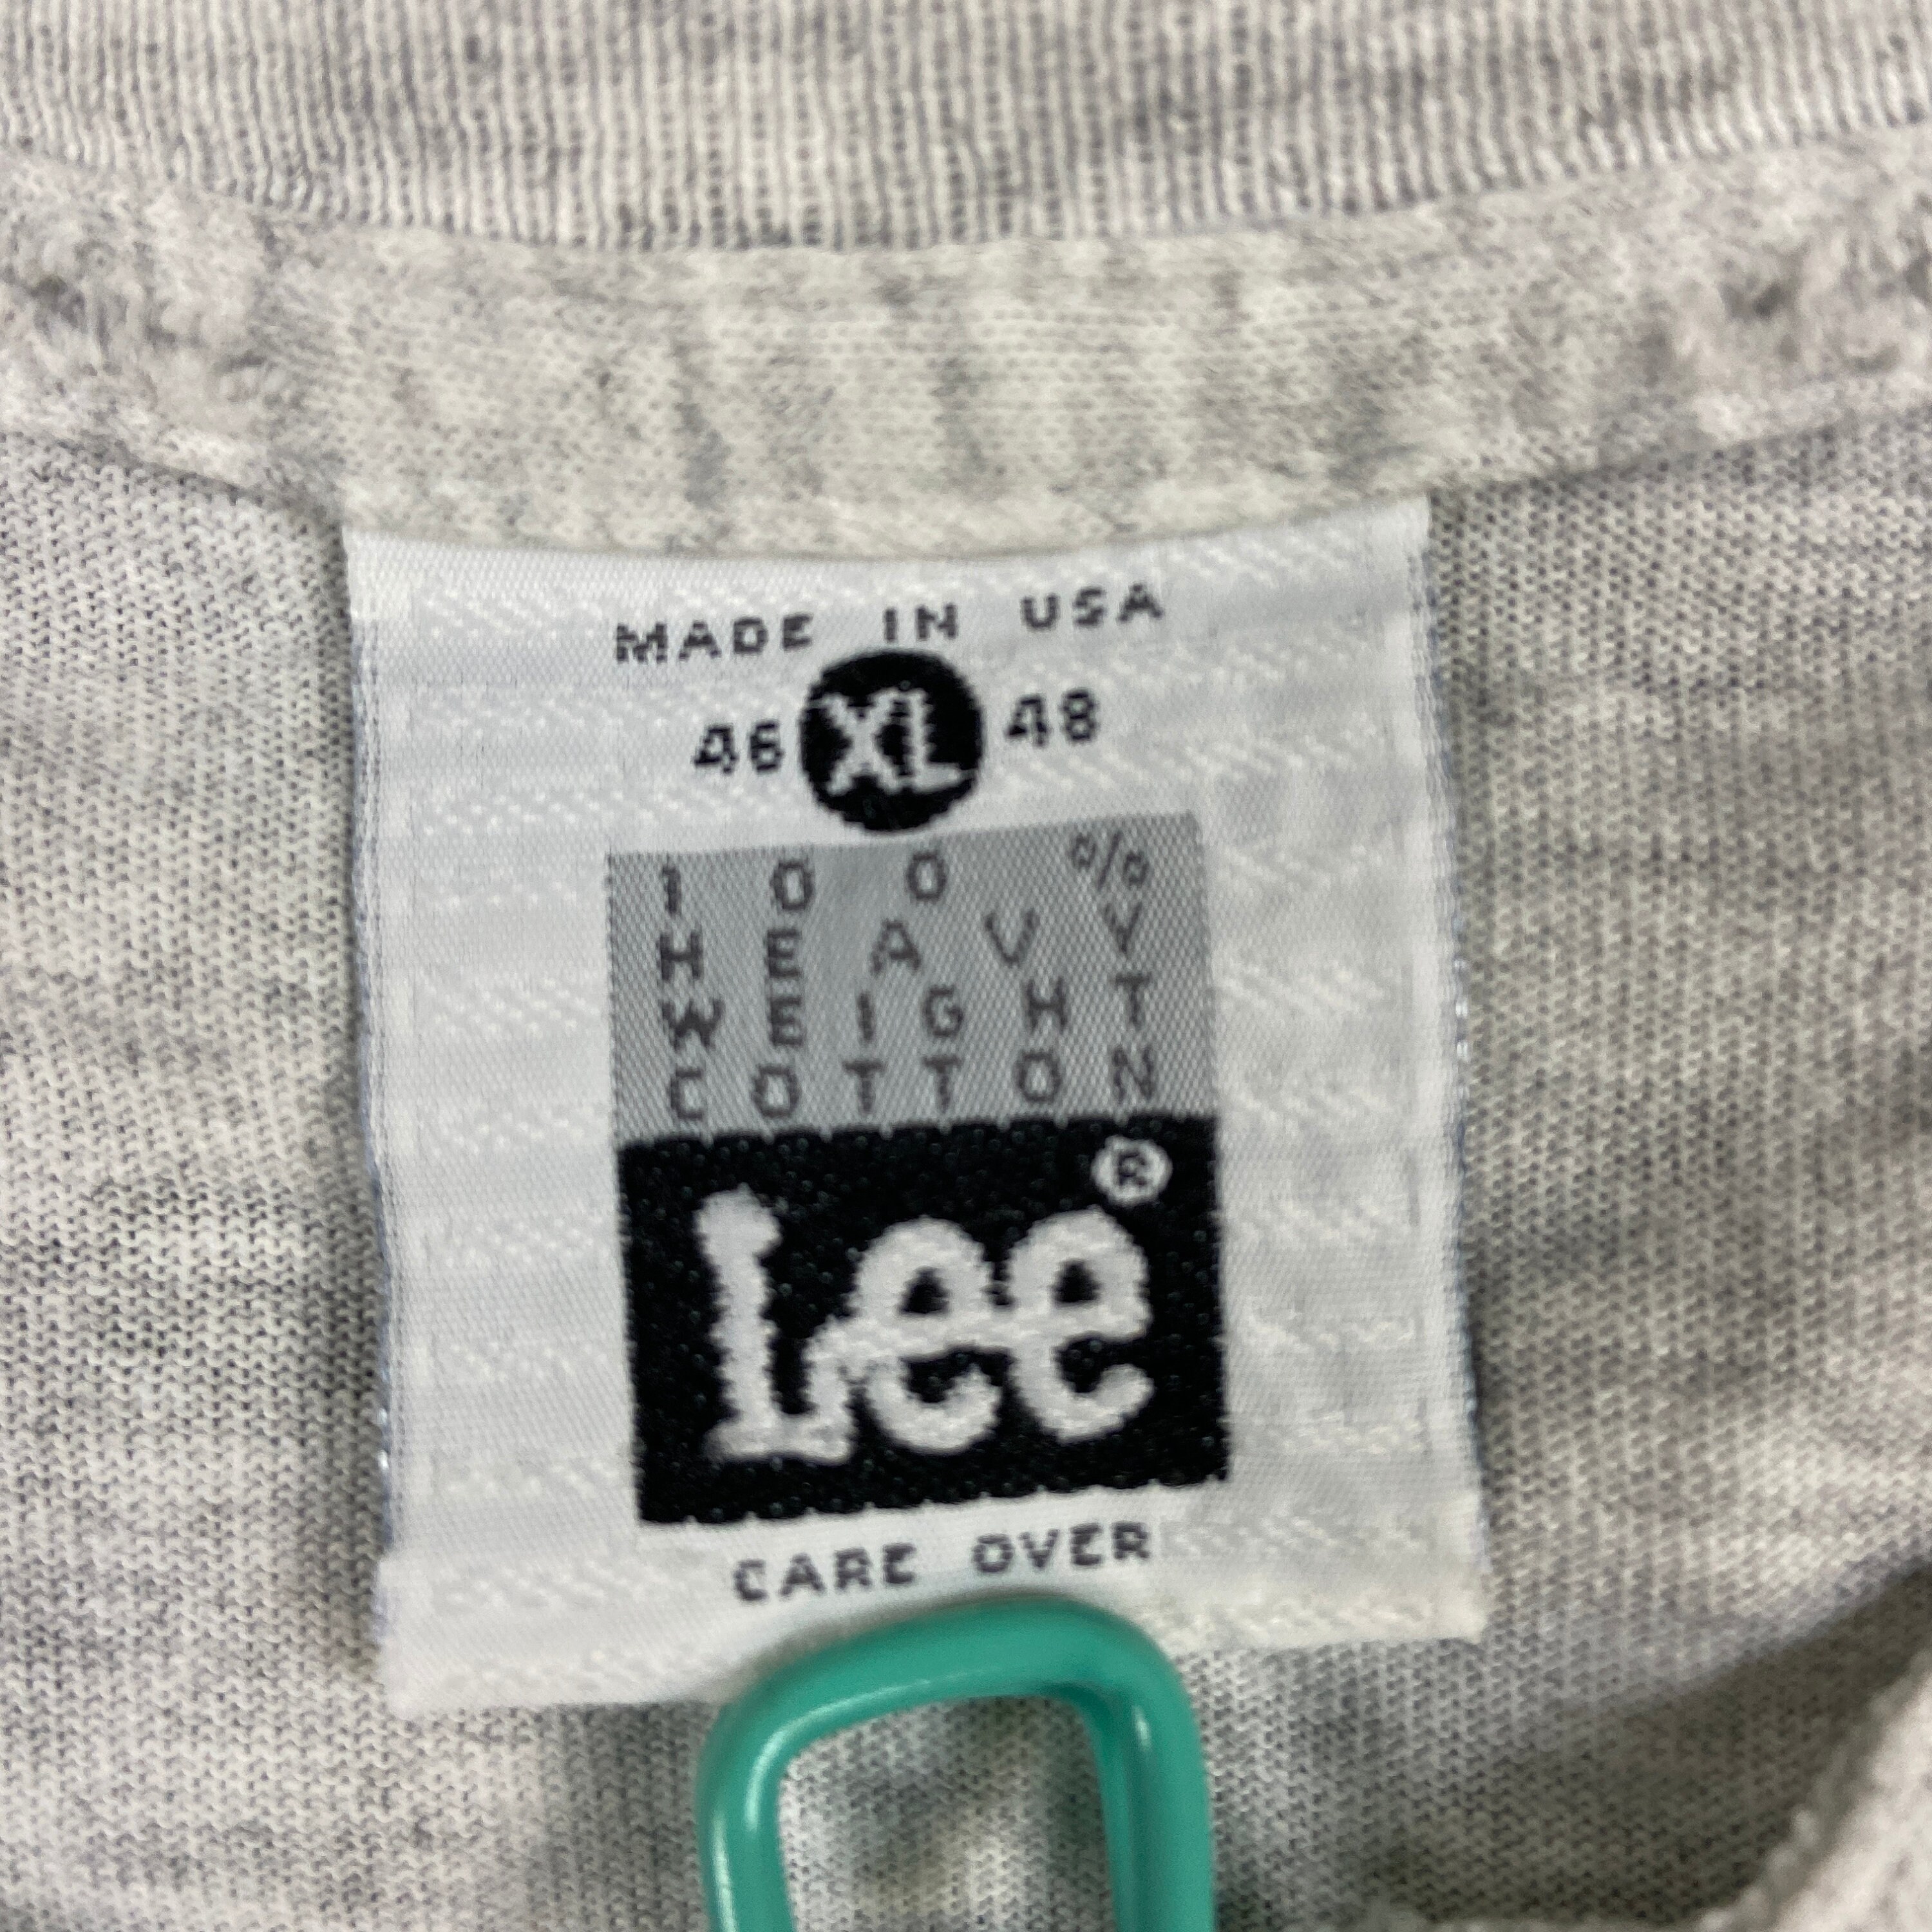 MADE IN USA
46 XL 48
100%
HEAVY
WEIGHT
COTTON
Lee®
CARE OVER